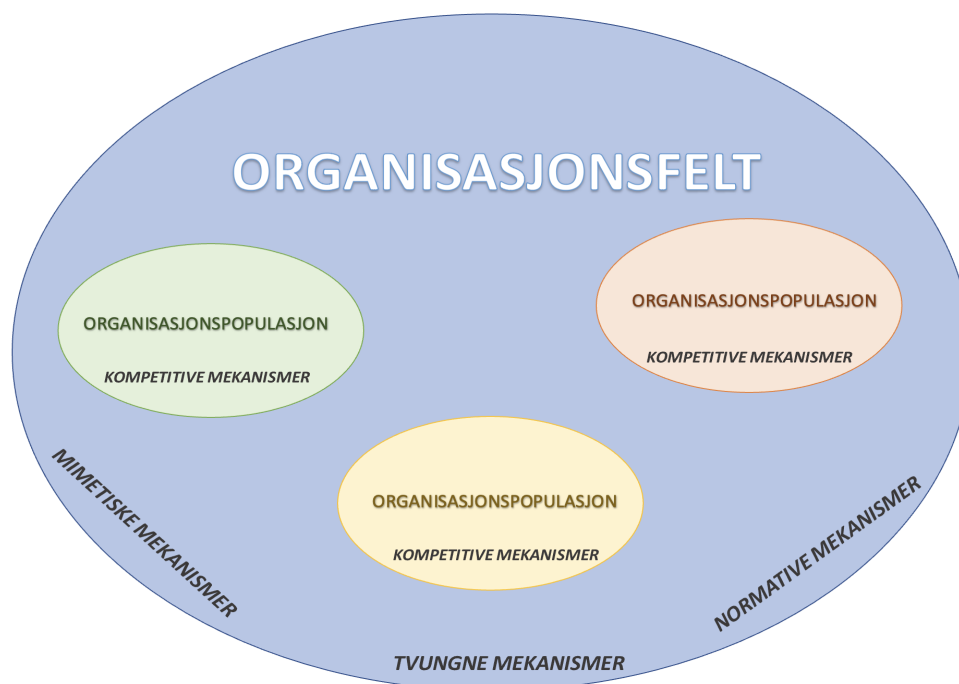 ORGANISASJONSFELT
ORGANISASJONSPOPULASJON
KOMPETITIVE MEKANISMER
ORGANISASJONSPOPULASJON
KOMPETITIVE MEKANISMER
ORGANISASJONSPOPULASJON
KOMPETITIVE MEKANISMER
MIMETISKE MEKANISMER
TVUNGNE MEKANISMER
NORMATIVE MEKANISMER